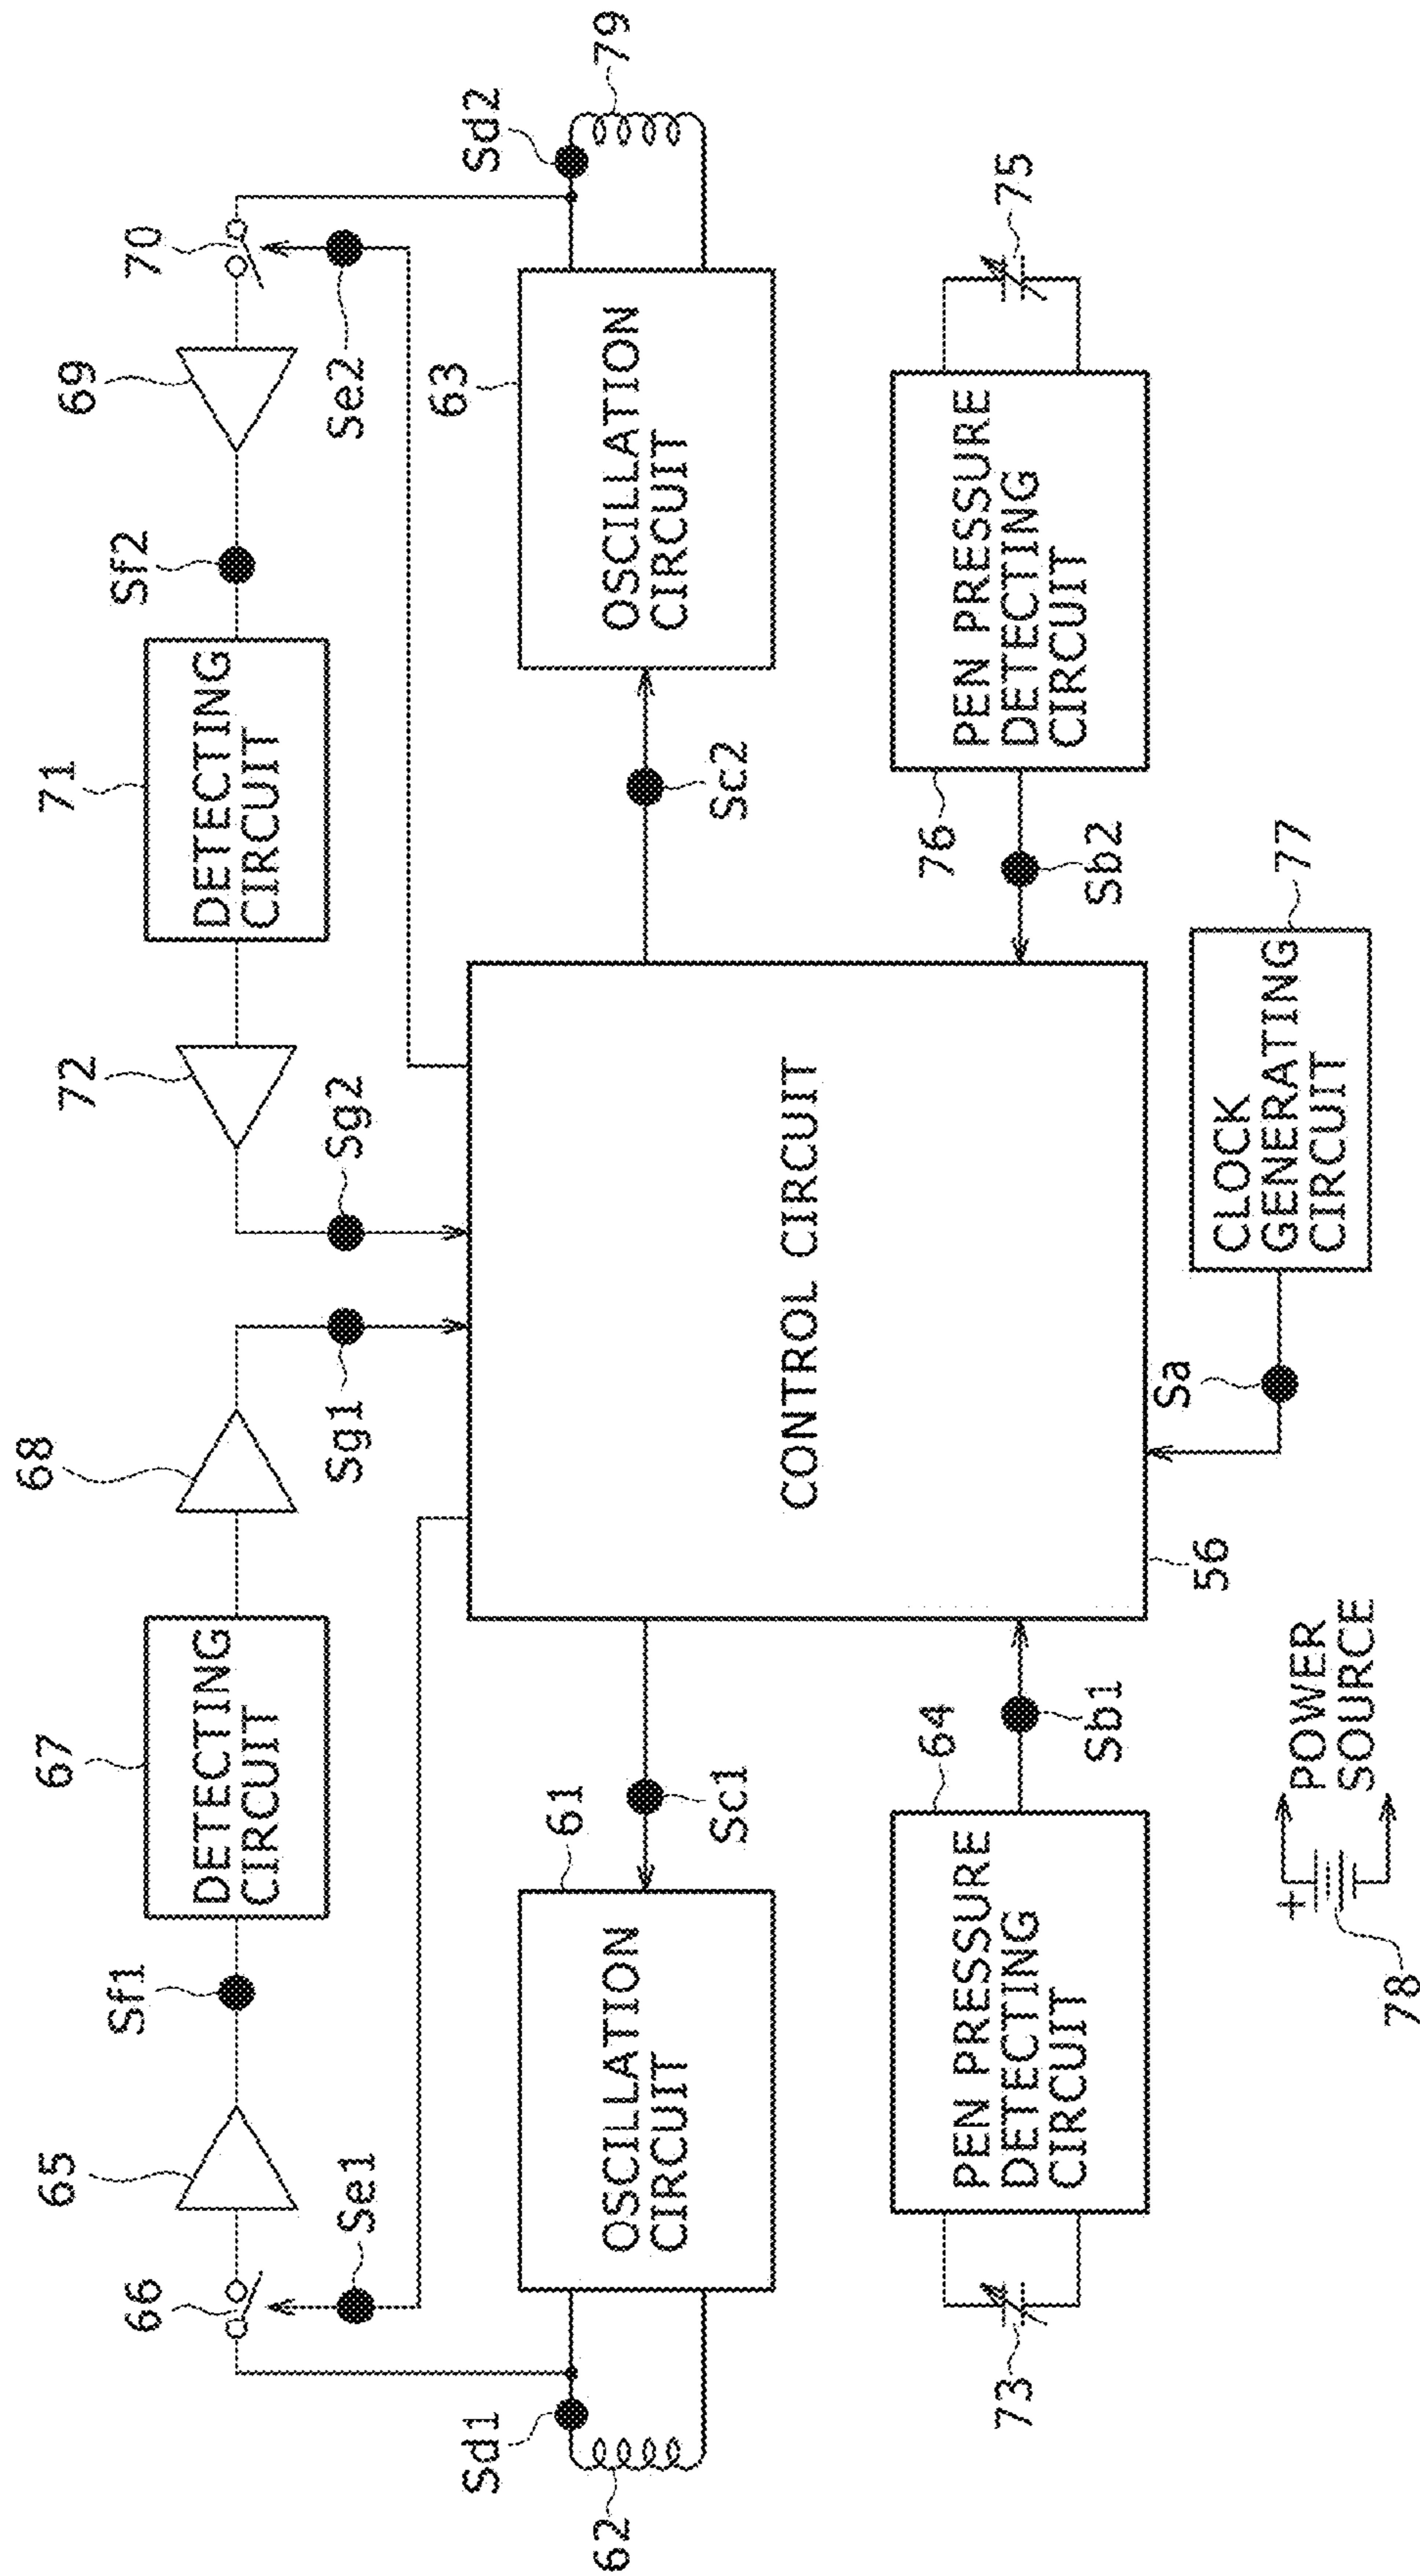 66
65
Sf1
67
DETECTING
CIRCUIT
68
72
71
DETECTING
CIRCUIT
Sf2
69
70
Se1
Sg1
Sg2
Se2
Sd1
62
61
OSCILLATION
CIRCUIT
Sc1
CONTROL CIRCUIT
Sc2
63
OSCILLATION
CIRCUIT
Sd2
79
73
64
PEN PRESSURE
DETECTING
CIRCUIT
Sb1
56
Sa
Sb2
76
PEN PRESSURE
DETECTING
CIRCUIT
75
78
+
POWER
SOURCE
CLOCK
GENERATING
CIRCUIT
77